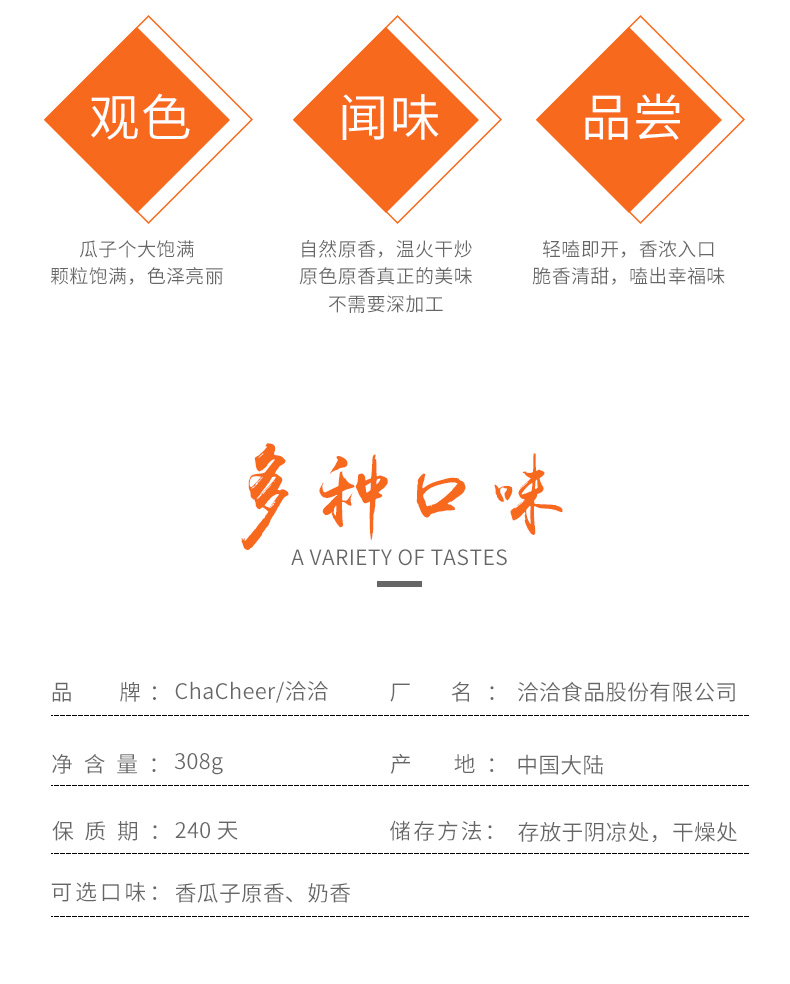 观色
闻味
品尝
瓜子个大饱满
颗粒饱满，色泽亮丽
自然原香，温火干炒
原色原香真正的美味
不需要深加工
轻嗑即开，香浓入口
脆香清甜，嗑出幸福味
多种口味
A VARIETY OF TASTES
品 牌：ChaCheer/洽洽
厂 名：洽洽食品股份有限公司
净含量：308g
产 地：中国大陆
保质期：240 天
储存方法：存放于阴凉处，干燥处
可选口味：香瓜子原香、奶香